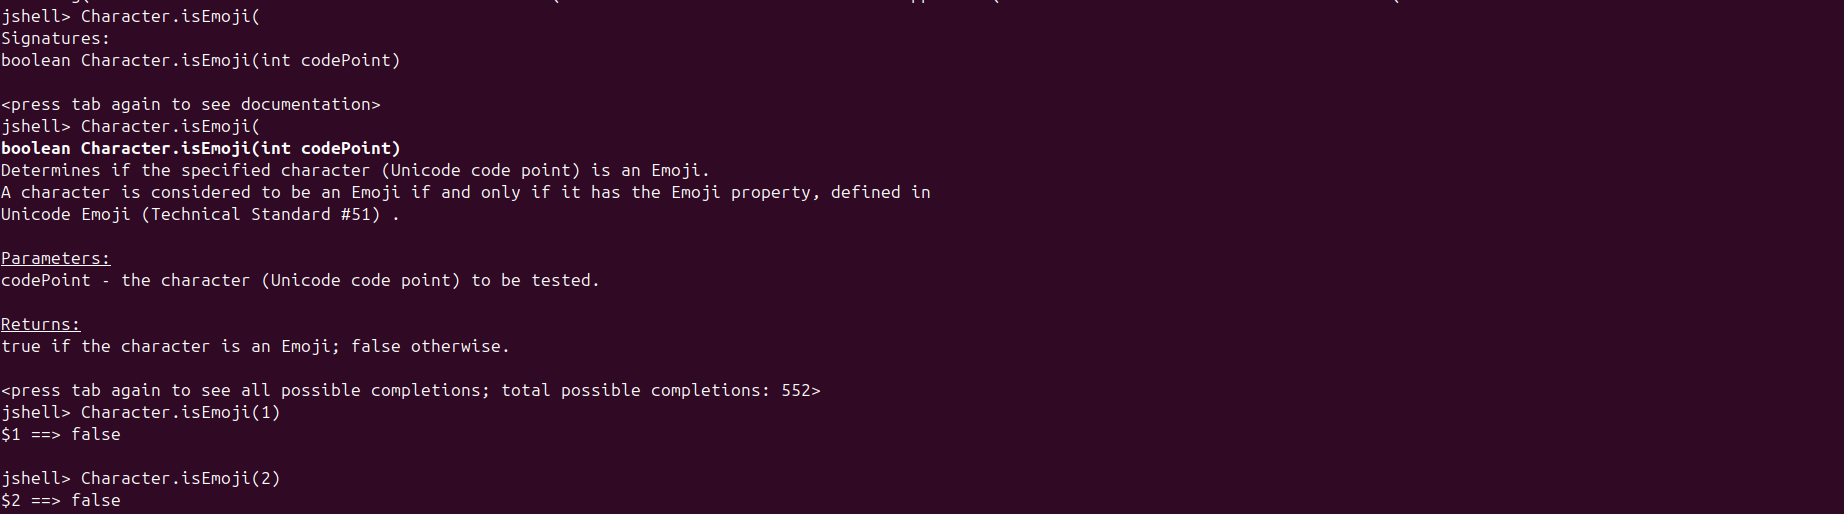 jshell> Character.isEmoji(
Signatures:
boolean Character.isEmoji(int codePoint)
<press tab again to see documentation>
jshell> Character.isEmoji(
boolean Character.isEmoji(int codePoint)
Determines if the specified character (Unicode code point) is an Emoji.
A character is considered to be an Emoji if and only if it has the Emoji property, defined in
Unicode Emoji (Technical Standard #51) .
Parameters:
codePoint - the character (Unicode code point) to be tested.
Returns:
true if the character is an Emoji; false otherwise.
<press tab again to see all possible completions; total possible completions: 552>
jshell> Character.isEmoji(1)
$1 ==> false
jshell> Character.isEmoji(2)
$2 ==> false